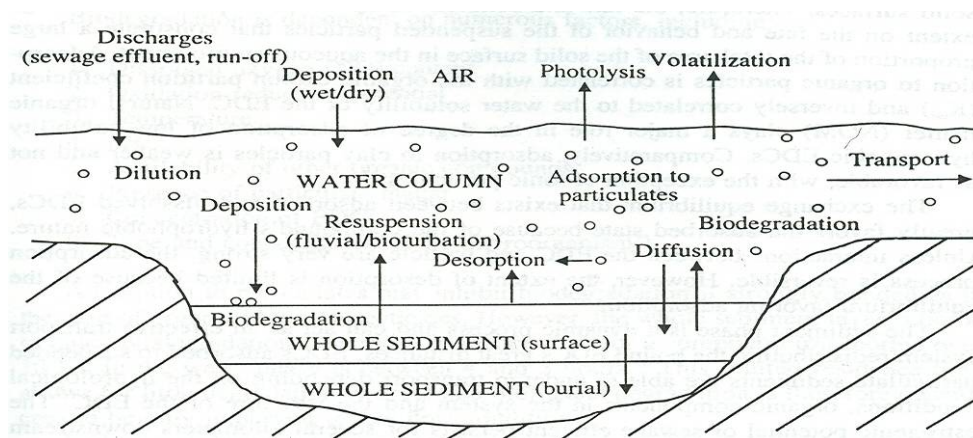 Discharges
(sewage effluent, run-off)
Deposition
(wet/dry)
AIR
Photolysis
Volatilization
Dilution
WATER COLUMN
Adsorption to
particulates
Transport
Deposition
Resuspension
(fluvial/bioturbation)
Biodegradation
Desorption
Diffusion
Biodegradation
WHOLE SEDIMENT (surface)
WHOLE SEDIMENT (burial)